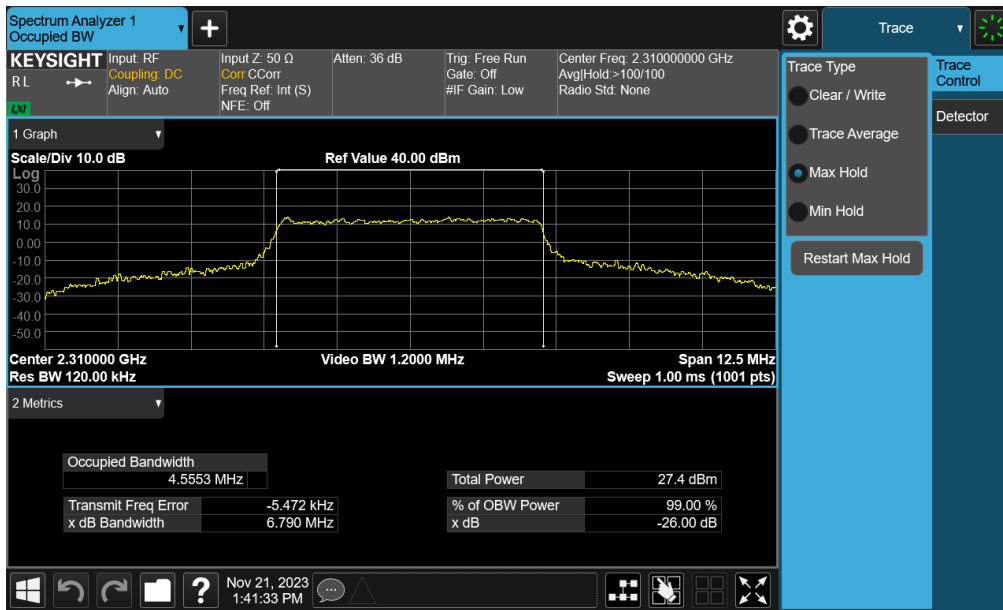 Spectrum Analyzer 1
Occupied BW
Trace
KEYSIGHT
R L
LXI
Input: RF
Coupling: DC
Align: Auto
Input Z: 50 Ω
Corr CCorr
Freq Ref: Int (S)
NFE: Off
Atten: 36 dB
Trig: Free Run
Gate: Off
#IF Gain: Low
Center Freq: 2.310000000 GHz
Avg|Hold:>100/100
Radio Std: None
Trace Type
Clear / Write
Trace Average
Max Hold
Min Hold
Restart Max Hold
Trace
Control
Detector
1 Graph
Scale/Div 10.0 dB
Ref Value 40.00 dBm
Log
30.0
20.0
10.0
0.00
-10.0
-20.0
-30.0
-40.0
-50.0
Center 2.310000 GHz
Video BW 1.2000 MHz
Span 12.5 MHz
Res BW 120.00 kHz
Sweep 1.00 ms (1001 pts)
2 Metrics
Occupied Bandwidth
4.5553 MHz
Total Power 27.4 dBm
Transmit Freq Error -5.472 kHz
% of OBW Power 99.00 %
x dB Bandwidth 6.790 MHz
x dB -26.00 dB
?
Nov 21, 2023
1:41:33 PM